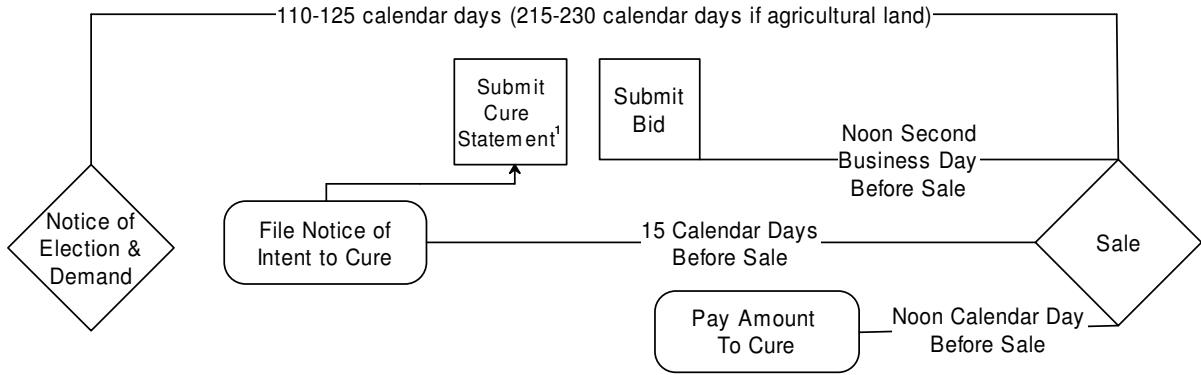 110-125 calendar days (215-230 calendar days if agricultural land)
Submit
Cure
Statement¹
Submit
Bid
Noon Second
Business Day
Before Sale
Notice of
Election &
Demand
File Notice of
Intent to Cure
15 Calendar Days
Before Sale
Sale
Pay Amount
To Cure
Noon Calendar Day
Before Sale